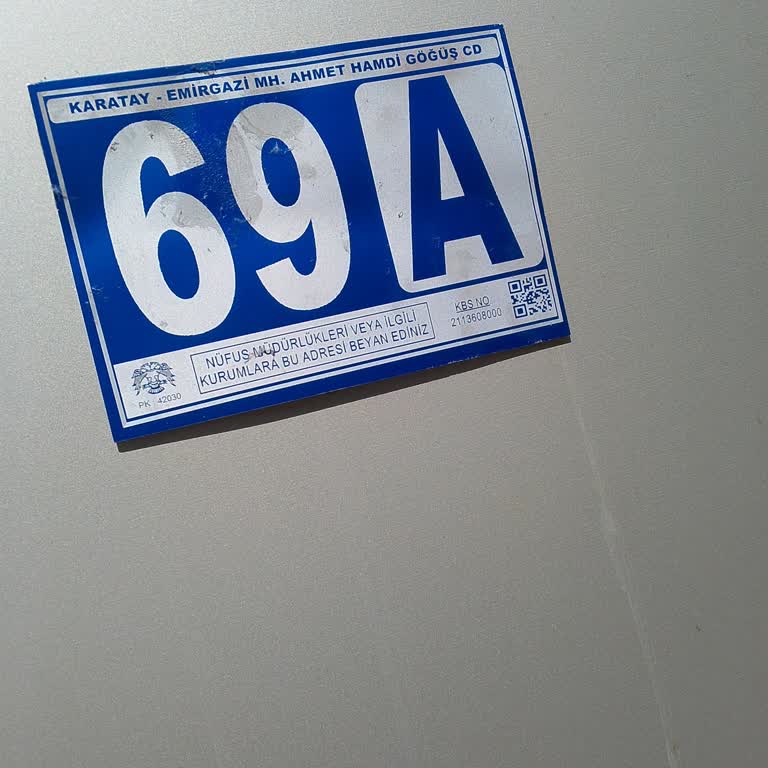 KARATAY - EMİRGAZİ MH. AHMET HAMDİ GÖĞÜŞ CD
69 A
NÜFUS MÜDÜRLÜKLERİ VEYA İLGİLİ
KURUMLARA BU ADRESİ BEYAN EDİNİZ
KBS NO
2113608000
PK 42030